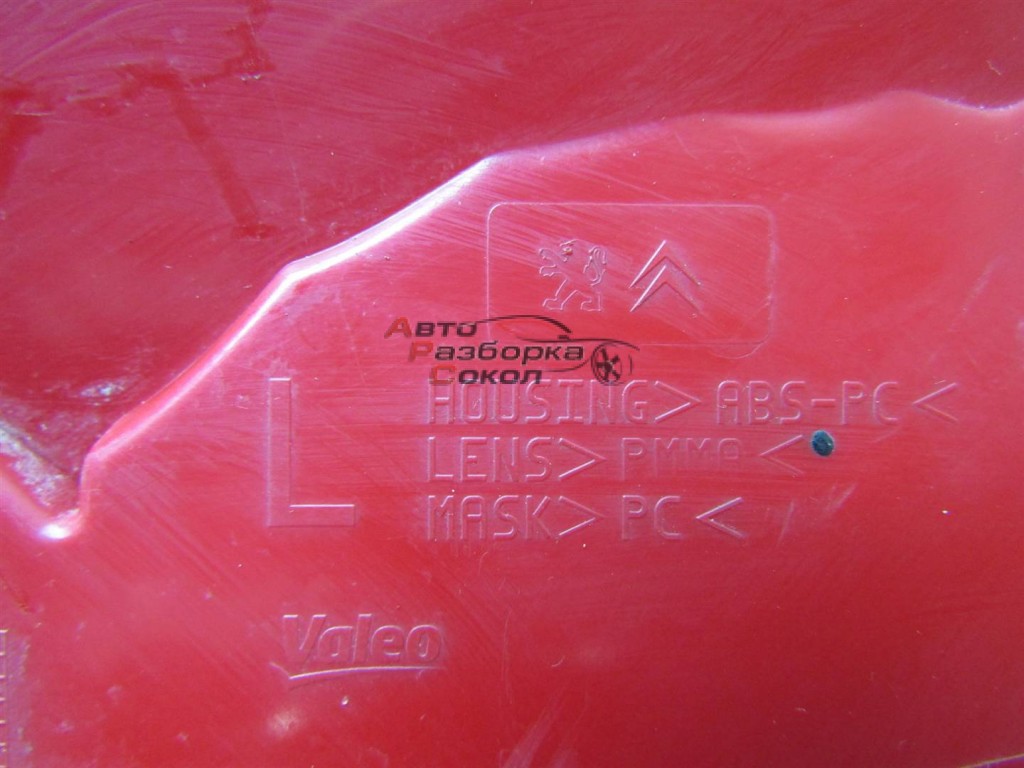 Авто
Разборка
Сокол
L
HOUSING> ABS-PC <
LENS> PMMA <
MASK> PC <
Valeo